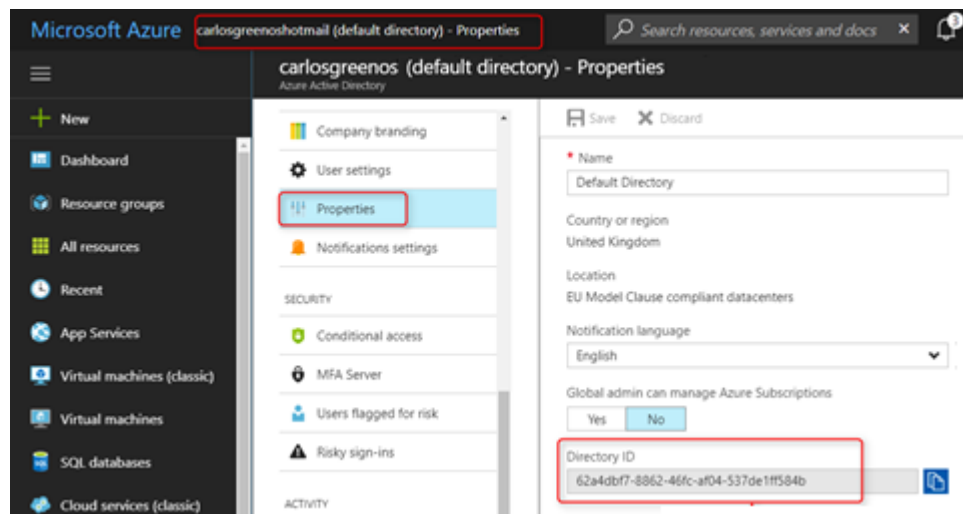 Microsoft Azure carlosgreenoshotmail (default directory) - Properties Search resources, services and docs 3
carlosgreenos (default directory) - Properties
Azure Active Directory
New
Dashboard
Resource groups
All resources
Recent
App Services
Virtual machines (classic)
Virtual machines
SQL databases
Cloud services (classic)
Company branding
User settings
Properties
Notifications settings
SECURITY
Conditional access
MFA Server
Users flagged for risk
Risky sign-ins
ACTIVITY
Save Discard
* Name
Default Directory
Country or region
United Kingdom
Location
EU Model Clause compliant datacenters
Notification language
English
Global admin can manage Azure Subscriptions
Yes No
Directory ID
62a4dbf7-8862-46fc-af04-537de1ff584b